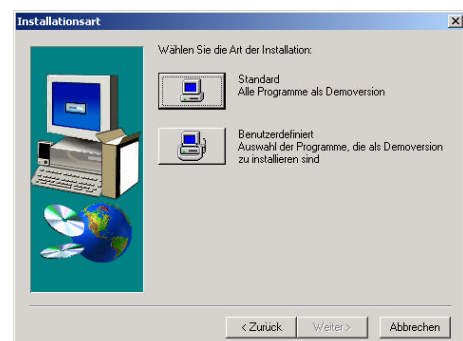 Installationsart
Wählen Sie die Art der Installation:
Standard
Alle Programme als Demoversion
Benutzerdefiniert
Auswahl der Programme, die als Demoversion
zu installieren sind
< Zurück
Weiter >
Abbrechen